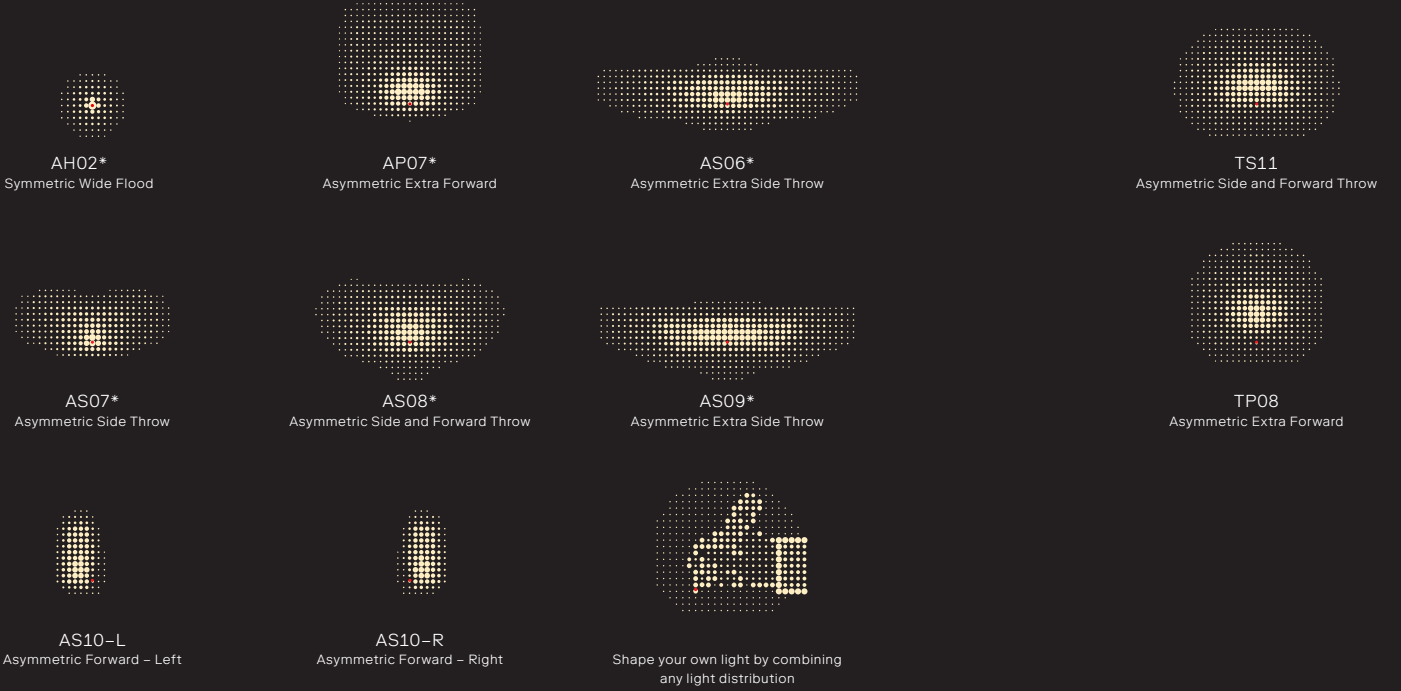 AH02*
Symmetric Wide Flood
AP07*
Asymmetric Extra Forward
AS06*
Asymmetric Extra Side Throw
TS11
Asymmetric Side and Forward Throw
AS07*
Asymmetric Side Throw
AS08*
Asymmetric Side and Forward Throw
AS09*
Asymmetric Extra Side Throw
TP08
Asymmetric Extra Forward
AS10–L
Asymmetric Forward – Left
AS10–R
Asymmetric Forward – Right
Shape your own light by combining
any light distribution